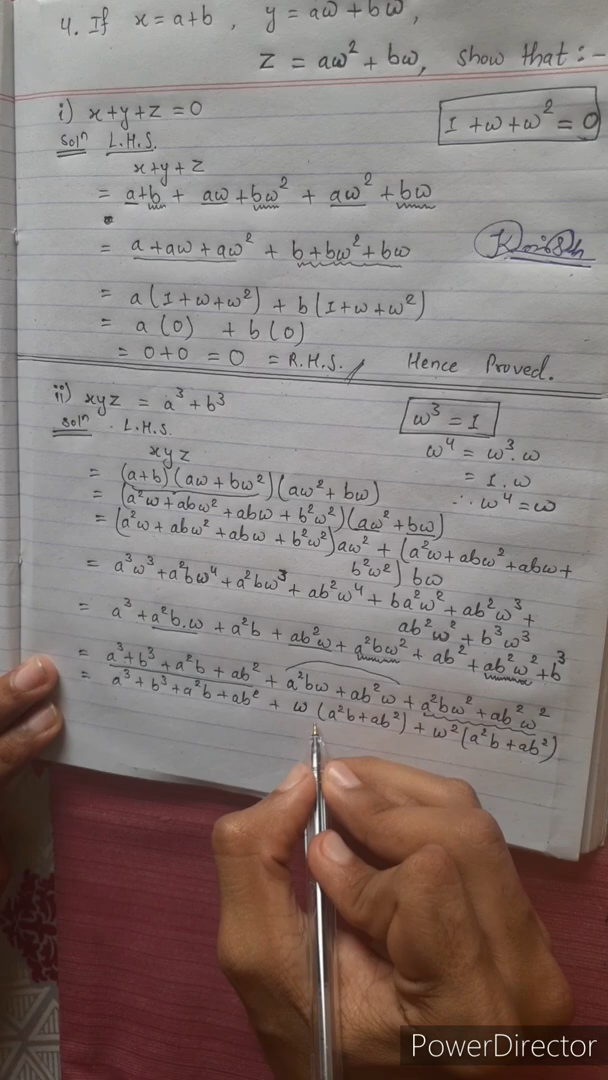 4. If x = a+b , y = aω + bω ,
z = aω² + bω, show that :-
i) x+y+z = 0
1 + ω + ω² = 0
Solⁿ L.H.S.
x+y+z
= a+b + aω + bω² + aω² + bω
= a + aω + aω² + b + bω² + bω
= a(1+ω+ω²) + b(1+ω+ω²)
= a(0) + b(0)
= 0+0 = 0 = R.H.S. Hence Proved.
ii) xyz = a³ + b³
ω³ = 1
Solⁿ . L.H.S.
ω⁴ = ω³.ω
= 1.ω
∴ ω⁴ = ω
xyz
= (a+b)(aω + bω²)(aω² + bω)
= (a²ω + abω² + abω + b²ω²)(aω² + bω)
= (a²ω + abω² + abω + b²ω²)aω² + (a²ω + abω² + abω +
b²ω²) bω
= a³ω³ + a²bω⁴ + a²bω³ + ab²ω⁴ + ba²ω² + ab²ω³ +
ab²ω² + b³ω³
= a³ + a²b.ω + a²b + ab²ω + a²bω² + ab² + ab²ω² + b³
= a³ + b³ + a²b + ab² + a²bω + ab²ω + a²bω² + ab²ω²
= a³ + b³ + a²b + ab² + ω(a²b + ab²) + ω²(a²b + ab²)
PowerDirector